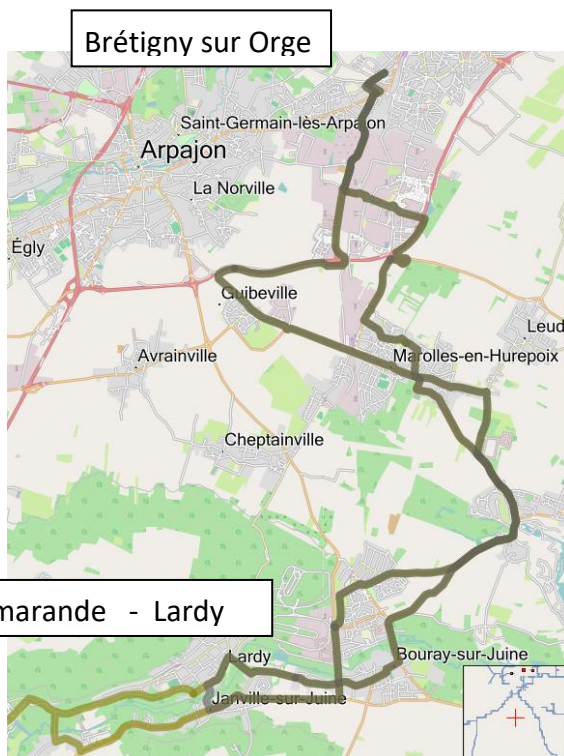 Brétigny sur Orge
Saint-Germain-lès-Arpajon
Arpajon
La Norville
Égly
Guibeville
Leud
Avrainville
Marolles-en-Hurepoix
Cheptainville
marande - Lardy
Lardy
Bouray-sur-Juine
Janville-sur-Juine